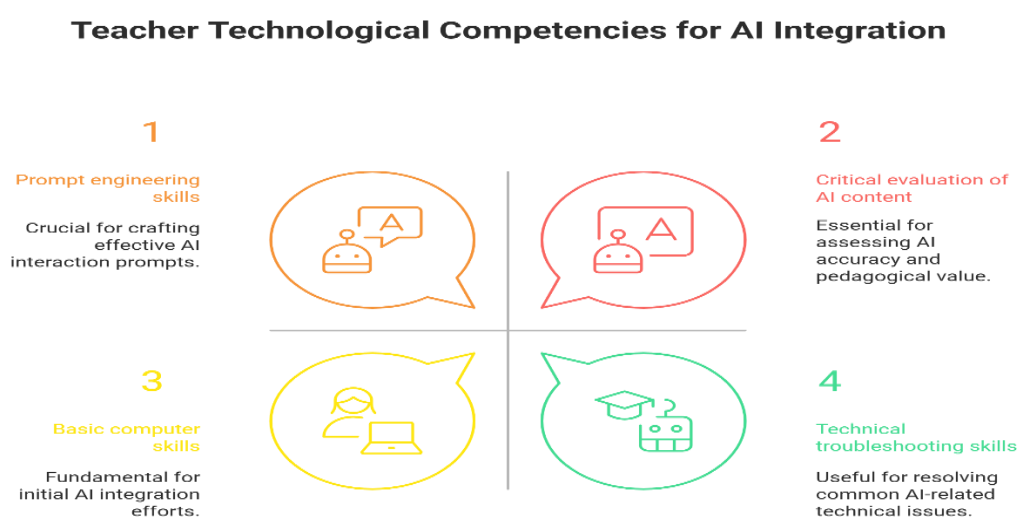 Teacher Technological Competencies for AI Integration
1
Prompt engineering
skills
Crucial for crafting
effective AI
interaction prompts.
A
2
Critical evaluation of
AI content
Essential for
assessing AI
accuracy and
pedagogical value.
A
3
Basic computer
skills
Fundamental for
initial AI integration
efforts.
4
Technical
troubleshooting skills
Useful for resolving
common AI-related
technical issues.